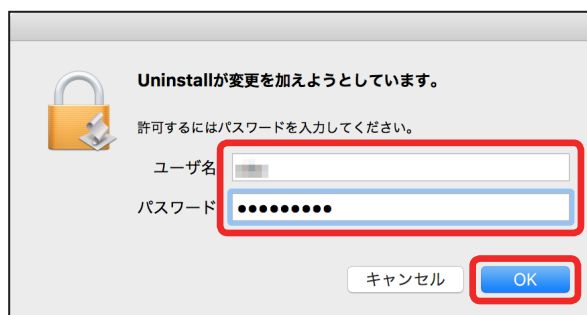 Uninstallが変更を加えようとしています。
許可するにはパスワードを入力してください。
ユーザ名
パスワード ●●●●●●●●●
キャンセル OK